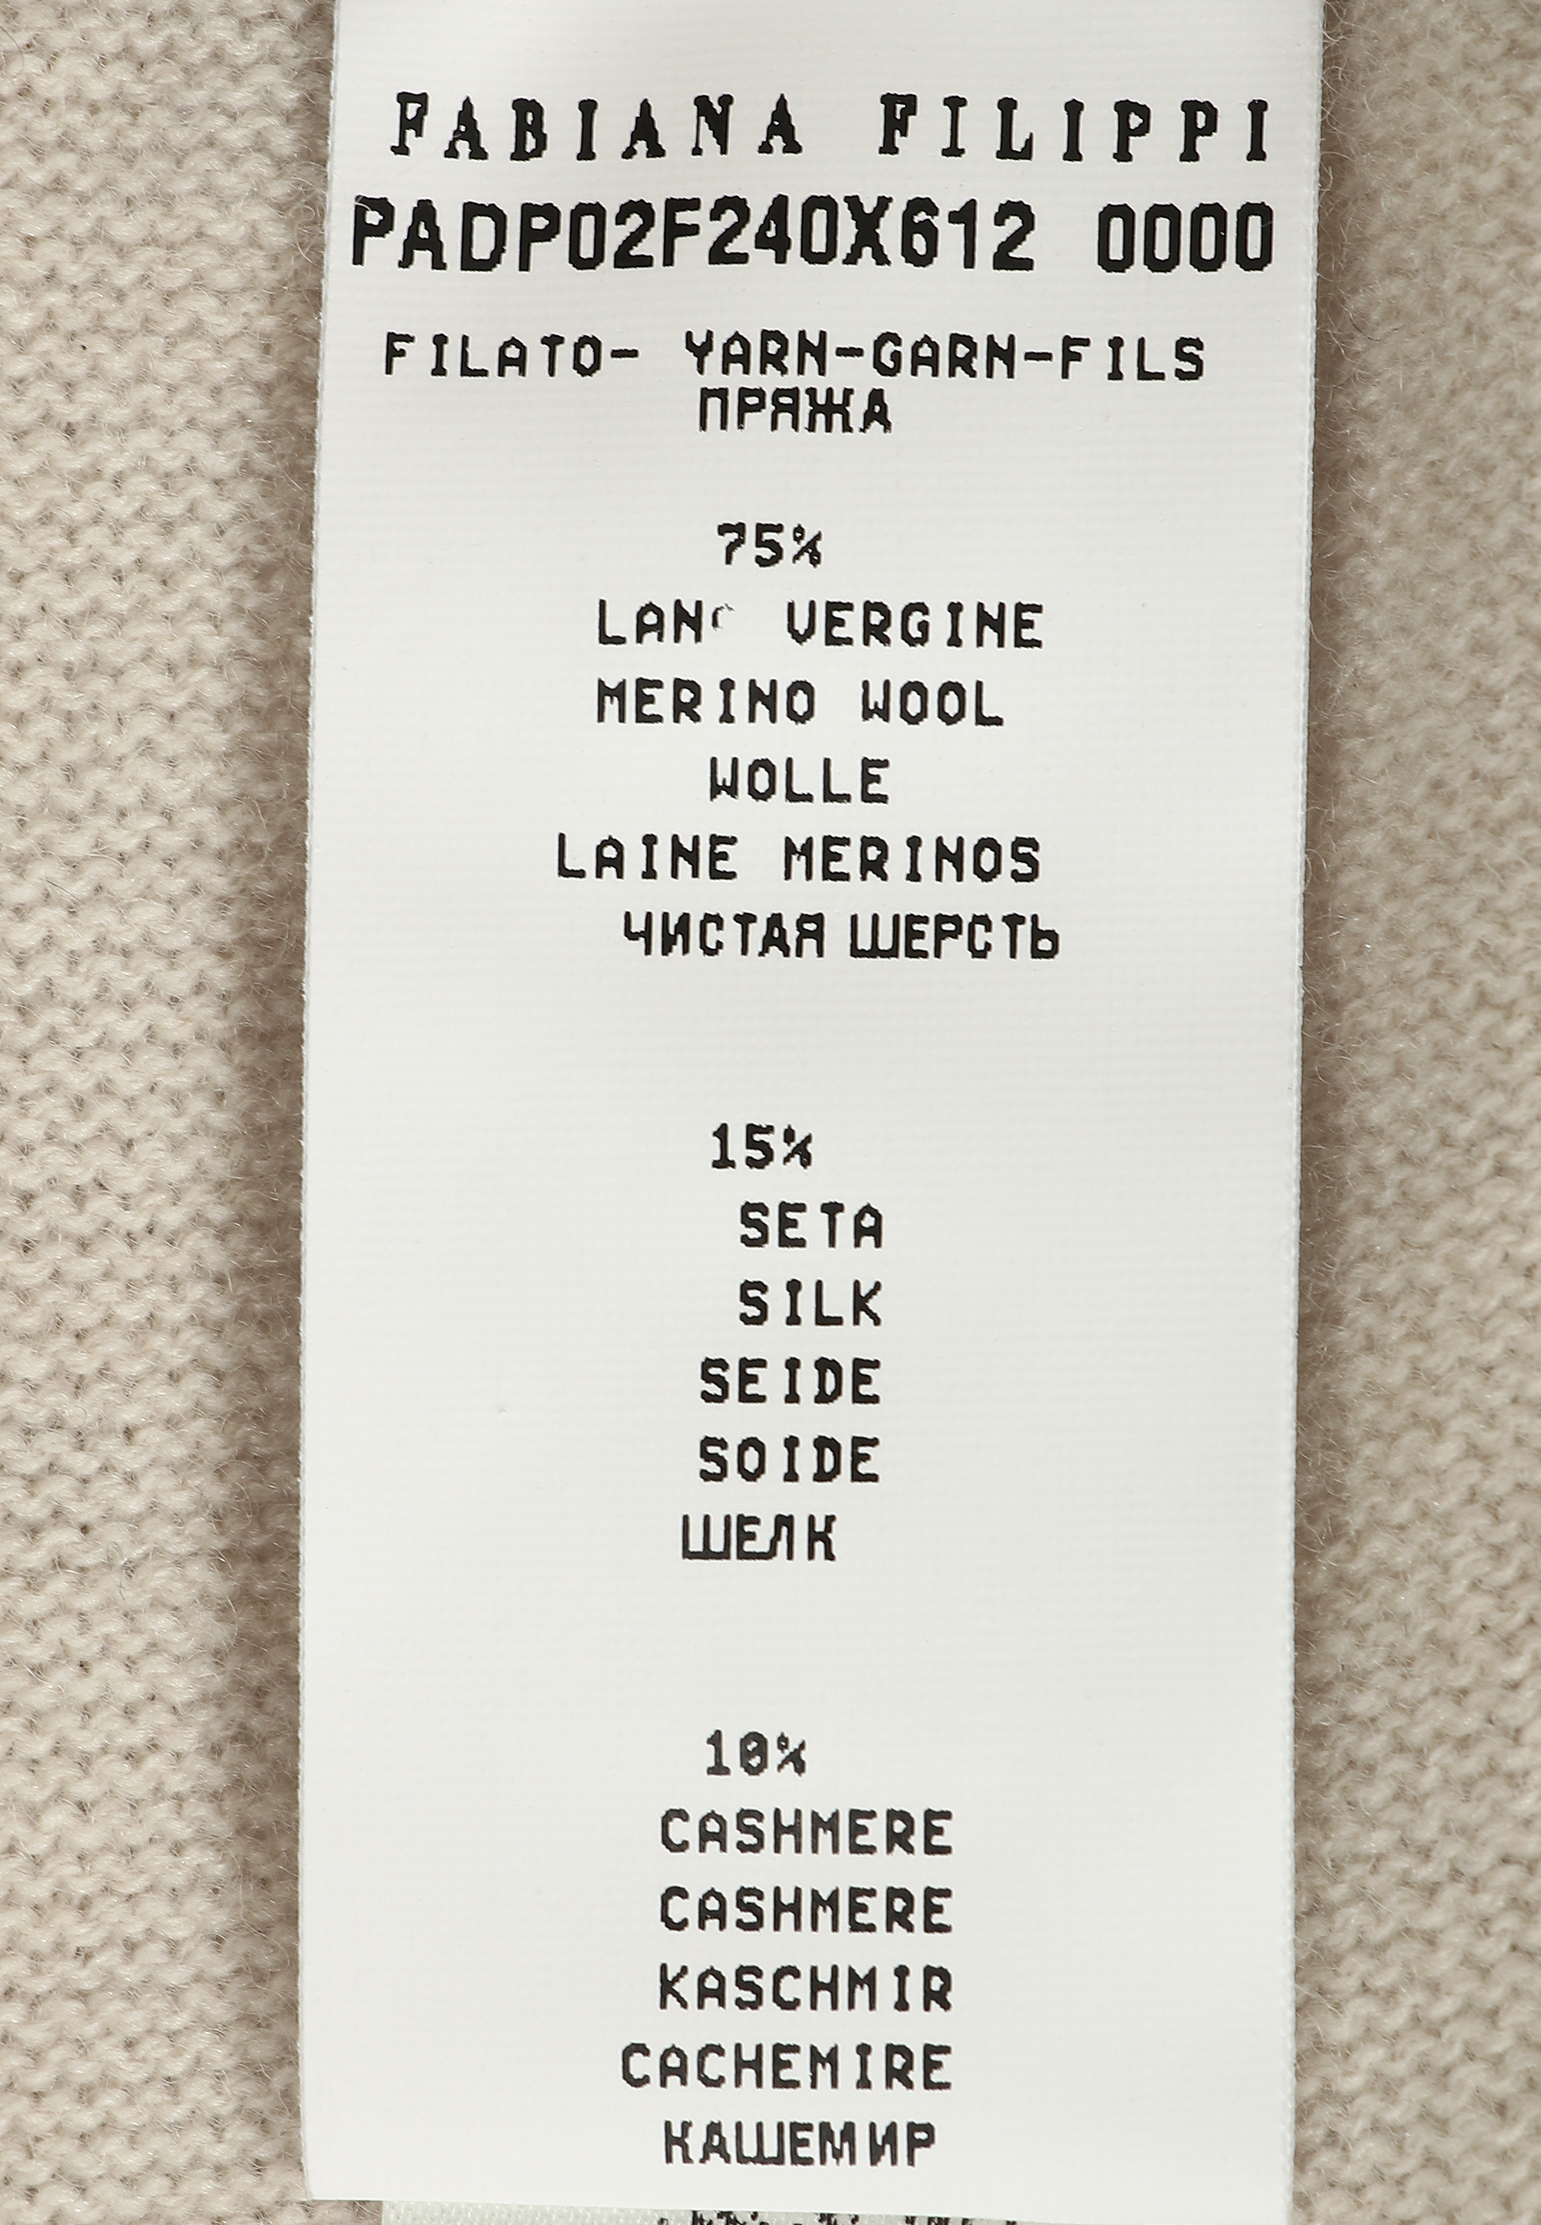 FABIANA FILIPPI
PADP02F240X612 0000
FILATO- YARN-GARN-FILS
ПРЯЖА
75%
VERGINE
MERINO WOOL
WOLLE
LAINE MERINOS
ЧИСТАЯ ШЕРСТЬ
15%
SETA
SILK
SEIDE
SOIDE
ШЕЛК
10%
CASHMERE
CASHMERE
KASCHMIR
CACHEMIRE
КАШЕМИР